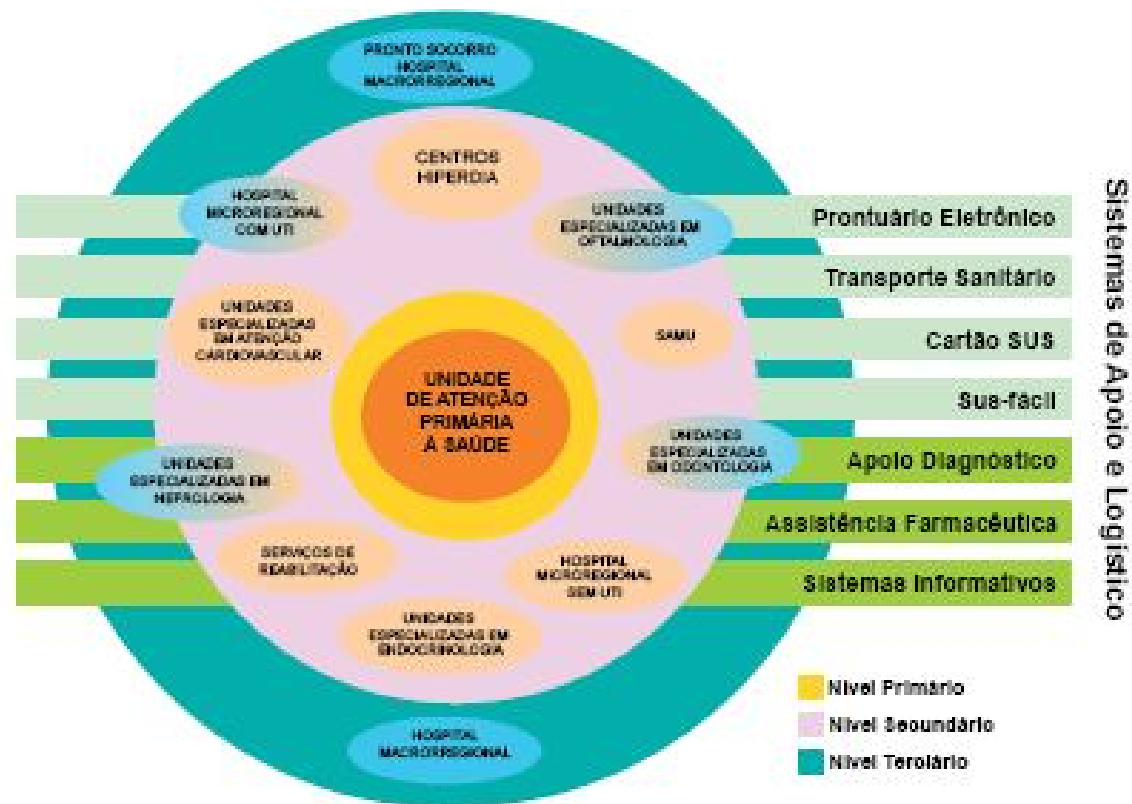 PRONTO SOCORRO
HOSPITAL
MACRORREGIONAL
CENTROS
HIPERDIA
HOSPITAL
MICROREGIONAL
COM UTI
UNIDADES
ESPECIALIZADAS EM
OFTALMOLOGIA
UNIDADES
ESPECIALIZADAS
EM ATENÇÃO
CARDIOVASCULAR
SAMU
UNIDADE
DE ATENÇÃO
PRIMÁRIA
À SAÚDE
UNIDADES
ESPECIALIZADAS
EM ODONTOLOGIA
UNIDADES
ESPECIALIZADAS EM
NEFROLOGIA
SERVIÇOS DE
REABILITAÇÃO
HOSPITAL
MICROREGIONAL
SEM UTI
UNIDADES
ESPECIALIZADAS EM
ENDOCRINOLOGIA
HOSPITAL
MACRORREGIONAL
Prontuário Eletrônico
Transporte Sanitário
Cartão SUS
Sus-fácil
Apoio Diagnóstico
Assistência Farmacêutica
Sistemas Informativos
Sistemas de Apoio e Logístico
Nível Primário
Nível Secundário
Nível Terciário